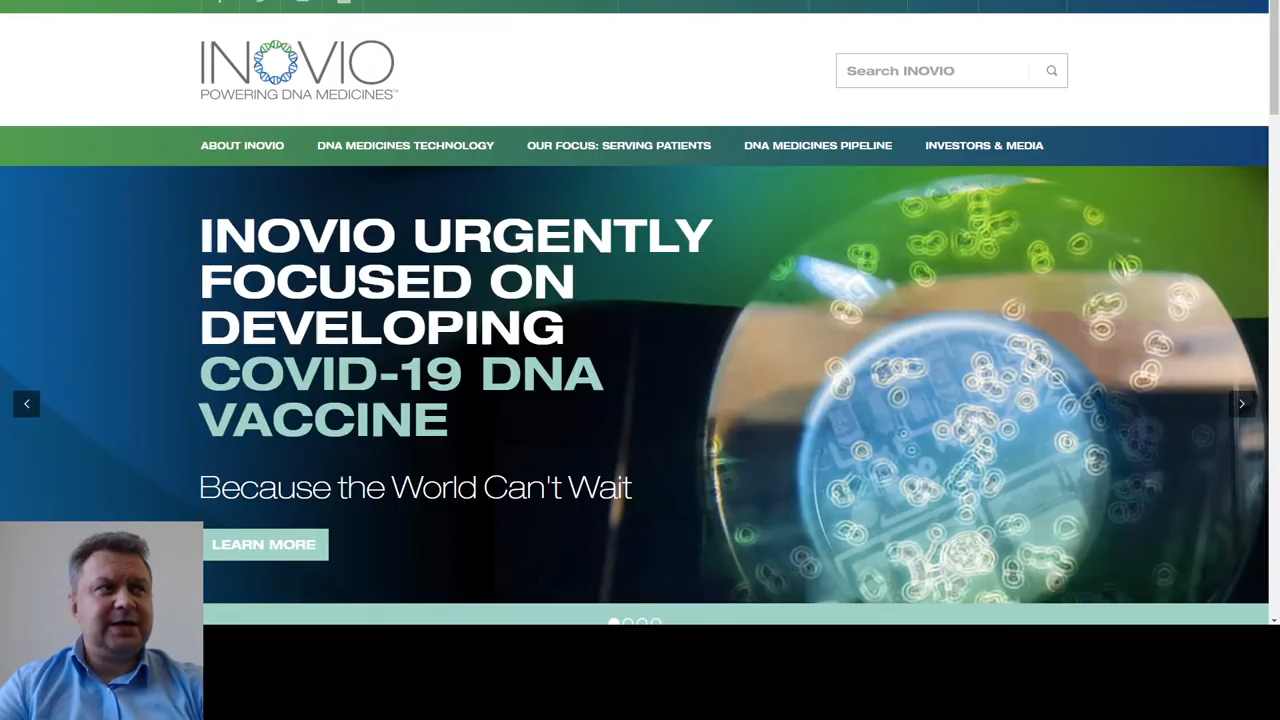 INOVIO
POWERING DNA MEDICINES™
Search INOVIO
ABOUT INOVIO DNA MEDICINES TECHNOLOGY OUR FOCUS: SERVING PATIENTS DNA MEDICINES PIPELINE INVESTORS & MEDIA
INOVIO URGENTLY
FOCUSED ON
DEVELOPING
COVID-19 DNA
VACCINE
Because the World Can't Wait
LEARN MORE